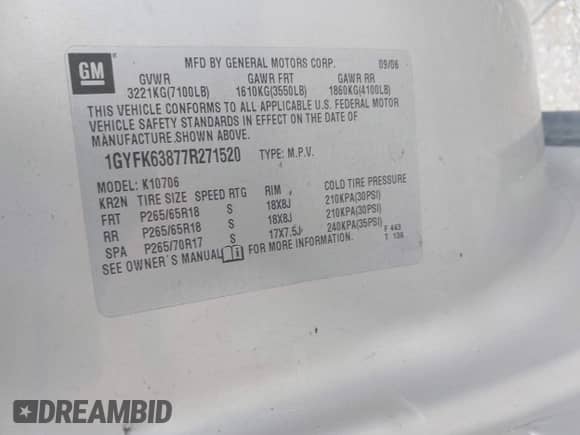 GM
MFD BY GENERAL MOTORS CORP. 09/06
GVWR GAWR FRT GAWR RR
3221KG(7100LB) 1610KG(3550LB) 1860KG(4100LB)
THIS VEHICLE CONFORMS TO ALL APPLICABLE U.S. FEDERAL MOTOR
VEHICLE SAFETY STANDARDS IN EFFECT ON THE DATE OF
MANUFACTURE SHOWN ABOVE.
1GYFK63877R271520 TYPE: M.P.V.
MODEL: K10706
KR2N TIRE SIZE SPEED RTG RIM COLD TIRE PRESSURE
FRT P265/65R18 S 18X8J 210KPA(30PSI)
RR P265/65R18 S 18X8J 210KPA(30PSI)
SPA P265/70R17 S 17X7.5J 240KPA(35PSI)
SEE OWNER'S MANUAL FOR MORE INFORMATION.
F 443
T 136
DREAMBID